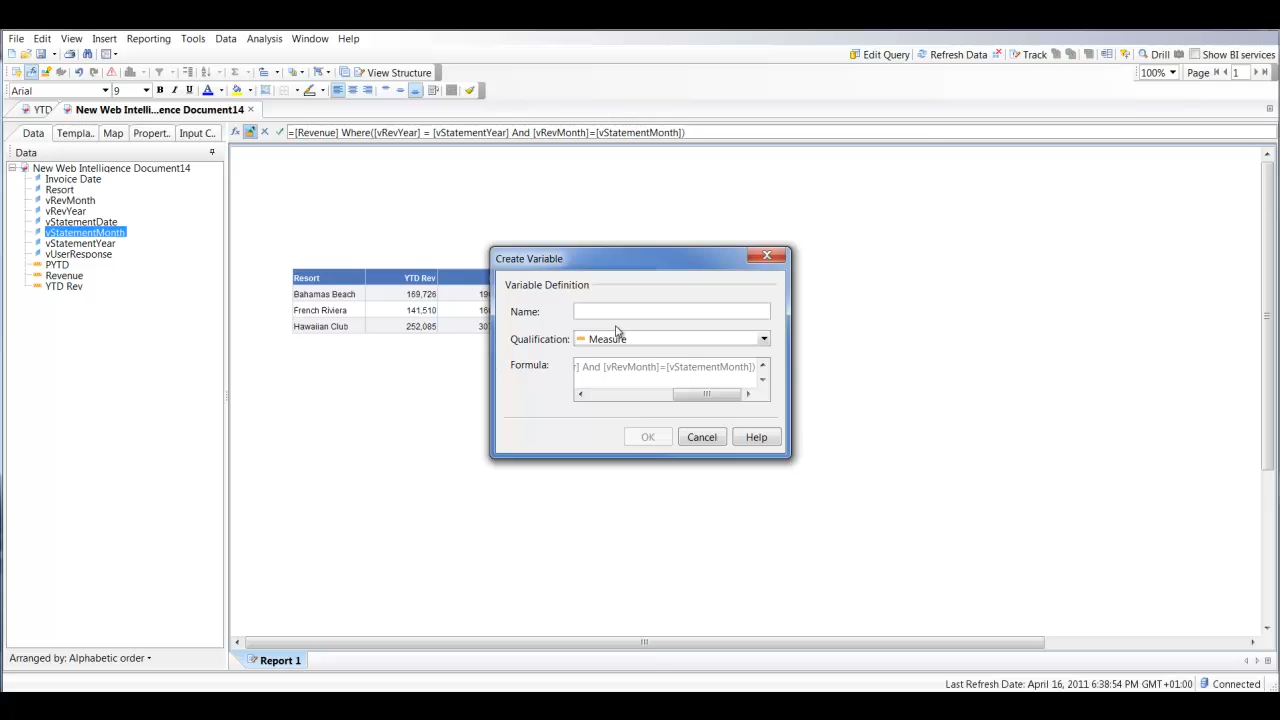 File Edit View Insert Reporting Tools Data Analysis Window Help
Edit Query Refresh Data Track Drill Show BI services
View Structure 100% Page 1
Arial 9 B I U A
YTD New Web Intelli...ence Document14
Data Templa.. Map Propert.. Input C..
=[Revenue] Where([vRevYear] = [vStatementYear] And [vRevMonth]=[vStatementMonth])
Data
New Web Intelligence Document14
Invoice Date
Resort
vRevMonth
vRevYear
vStatementDate
vStatementMonth
vStatementYear
vUserResponse
PYTD
Revenue
YTD Rev
Resort YTD Rev
Bahamas Beach 169,726
French Riviera 141,510
Hawaiian Club 252,085
Create Variable
Variable Definition
Name:
Qualification: Measure
Formula: ] And [vRevMonth]=[vStatementMonth])
OK Cancel Help
Arranged by: Alphabetic order
Report 1
Last Refresh Date: April 16, 2011 6:38:54 PM GMT+01:00 Connected